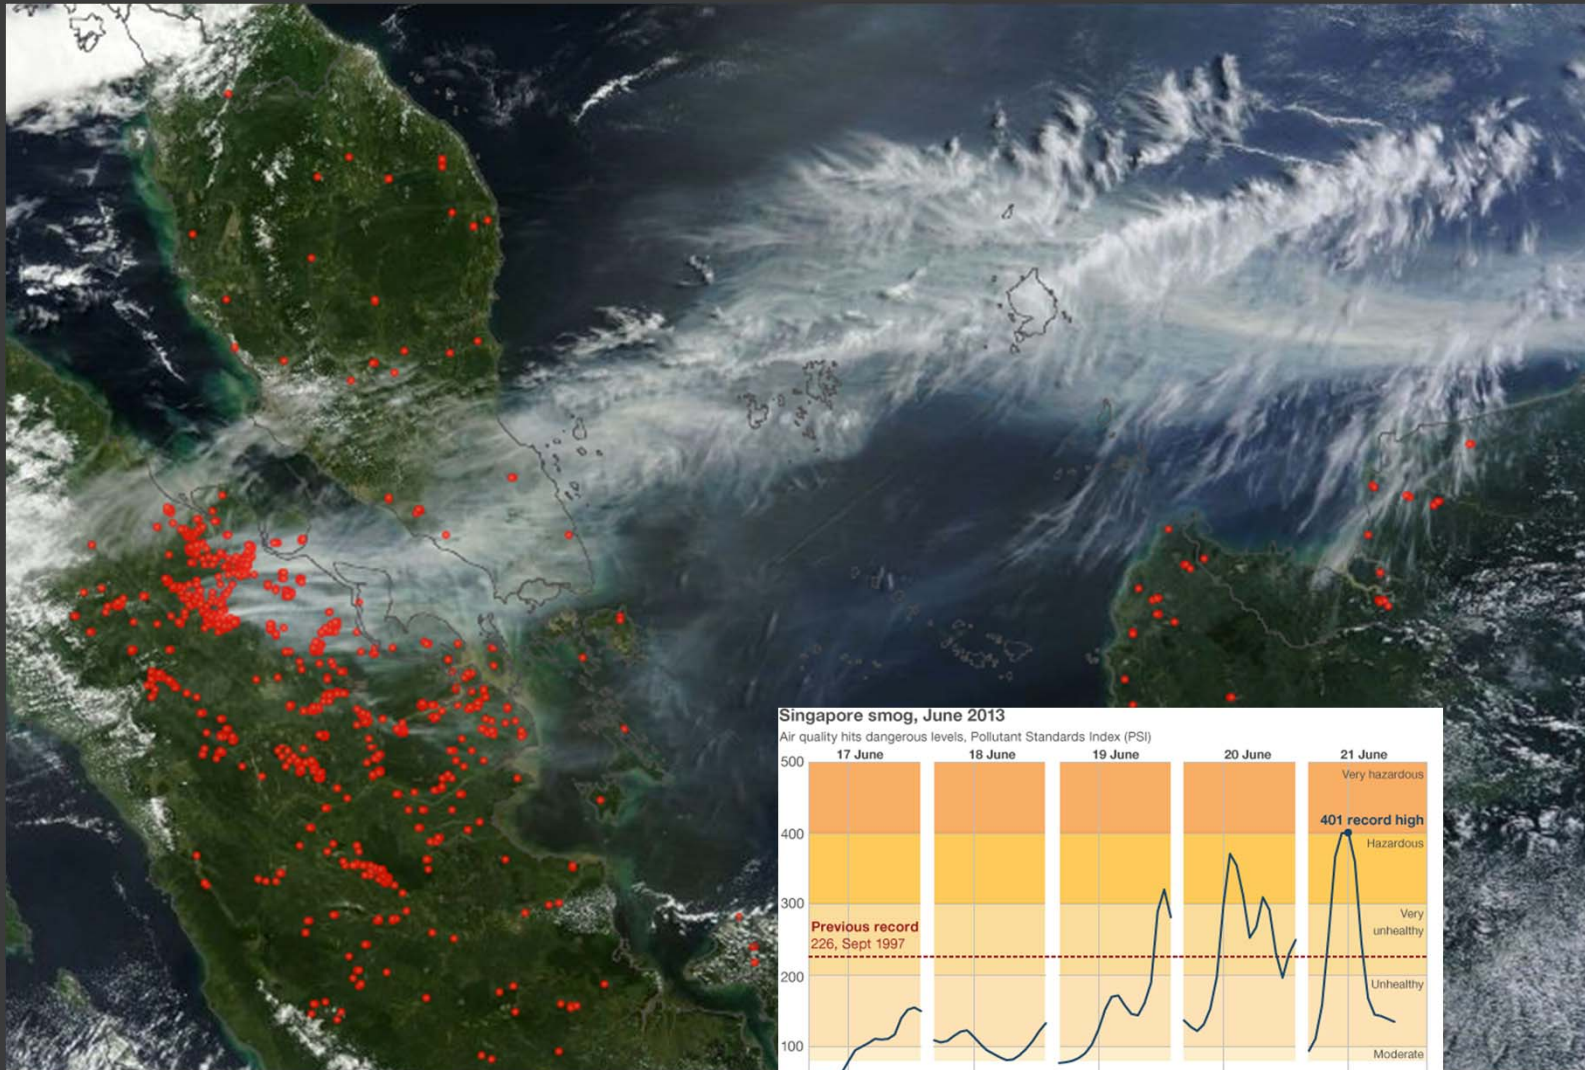 Singapore smog, June 2013
Air quality hits dangerous levels, Pollutant Standards Index (PSI)
17 June 18 June 19 June 20 June 21 June
500
Very hazardous
401 record high
400
Hazardous
300
Very
unhealthy
Previous record
226, Sept 1997
200
Unhealthy
100
Moderate